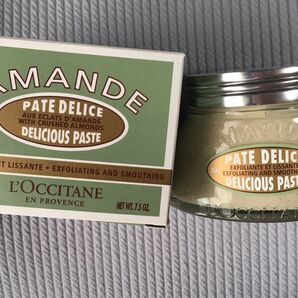 AMANDE
PATE DELICE
AUX ECLATS D'AMANDE
WITH CRUSHED ALMONDS
DELICIOUS PASTE
ET LISSANTE • EXFOLIATING AND SMOOTHING
L'OCCITANE
EN PROVENCE
NET WT. 7.5 OZ.
PATE DELICE
EXFOLIANTE ET LISSANTE
EXFOLIATING AND SMOOTHING
DELICIOUS PASTE